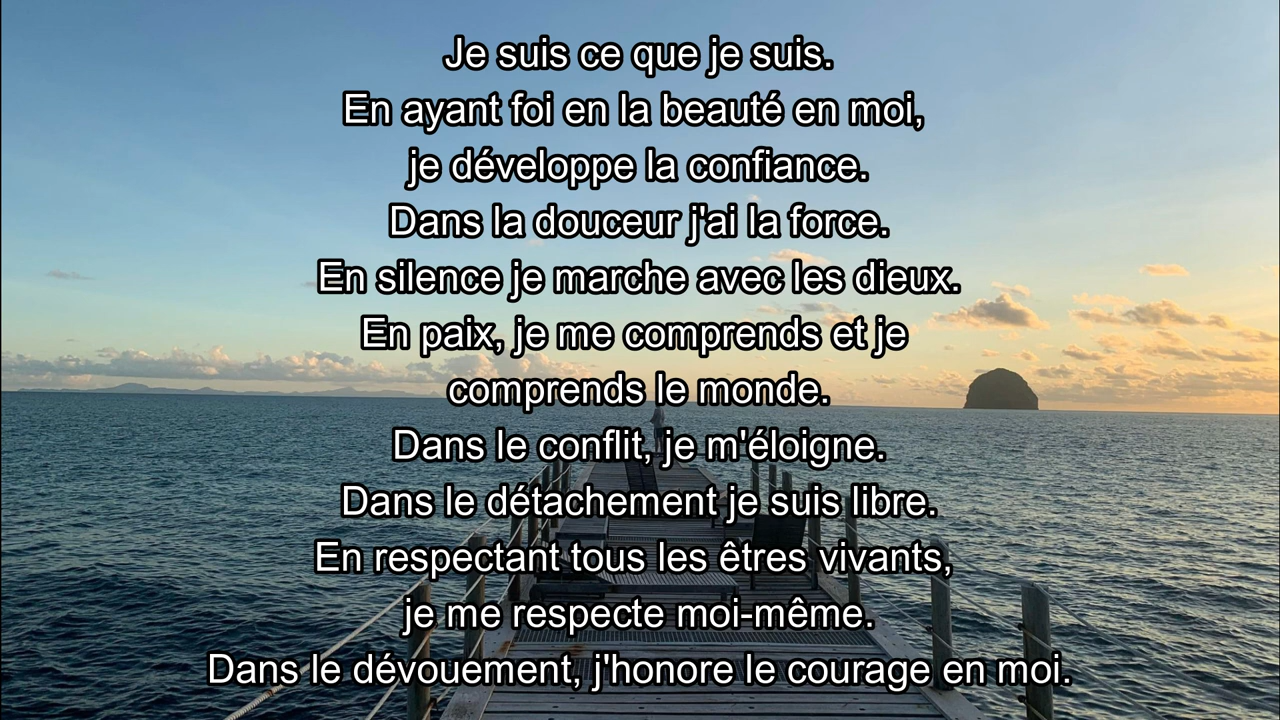 Je suis ce que je suis.
En ayant foi en la beauté en moi,
je développe la confiance.
Dans la douceur j'ai la force.
En silence je marche avec les dieux.
En paix, je me comprends et je
comprends le monde.
Dans le conflit, je m'éloigne.
Dans le détachement je suis libre.
En respectant tous les êtres vivants,
je me respecte moi-même.
Dans le dévouement, j'honore le courage en moi.